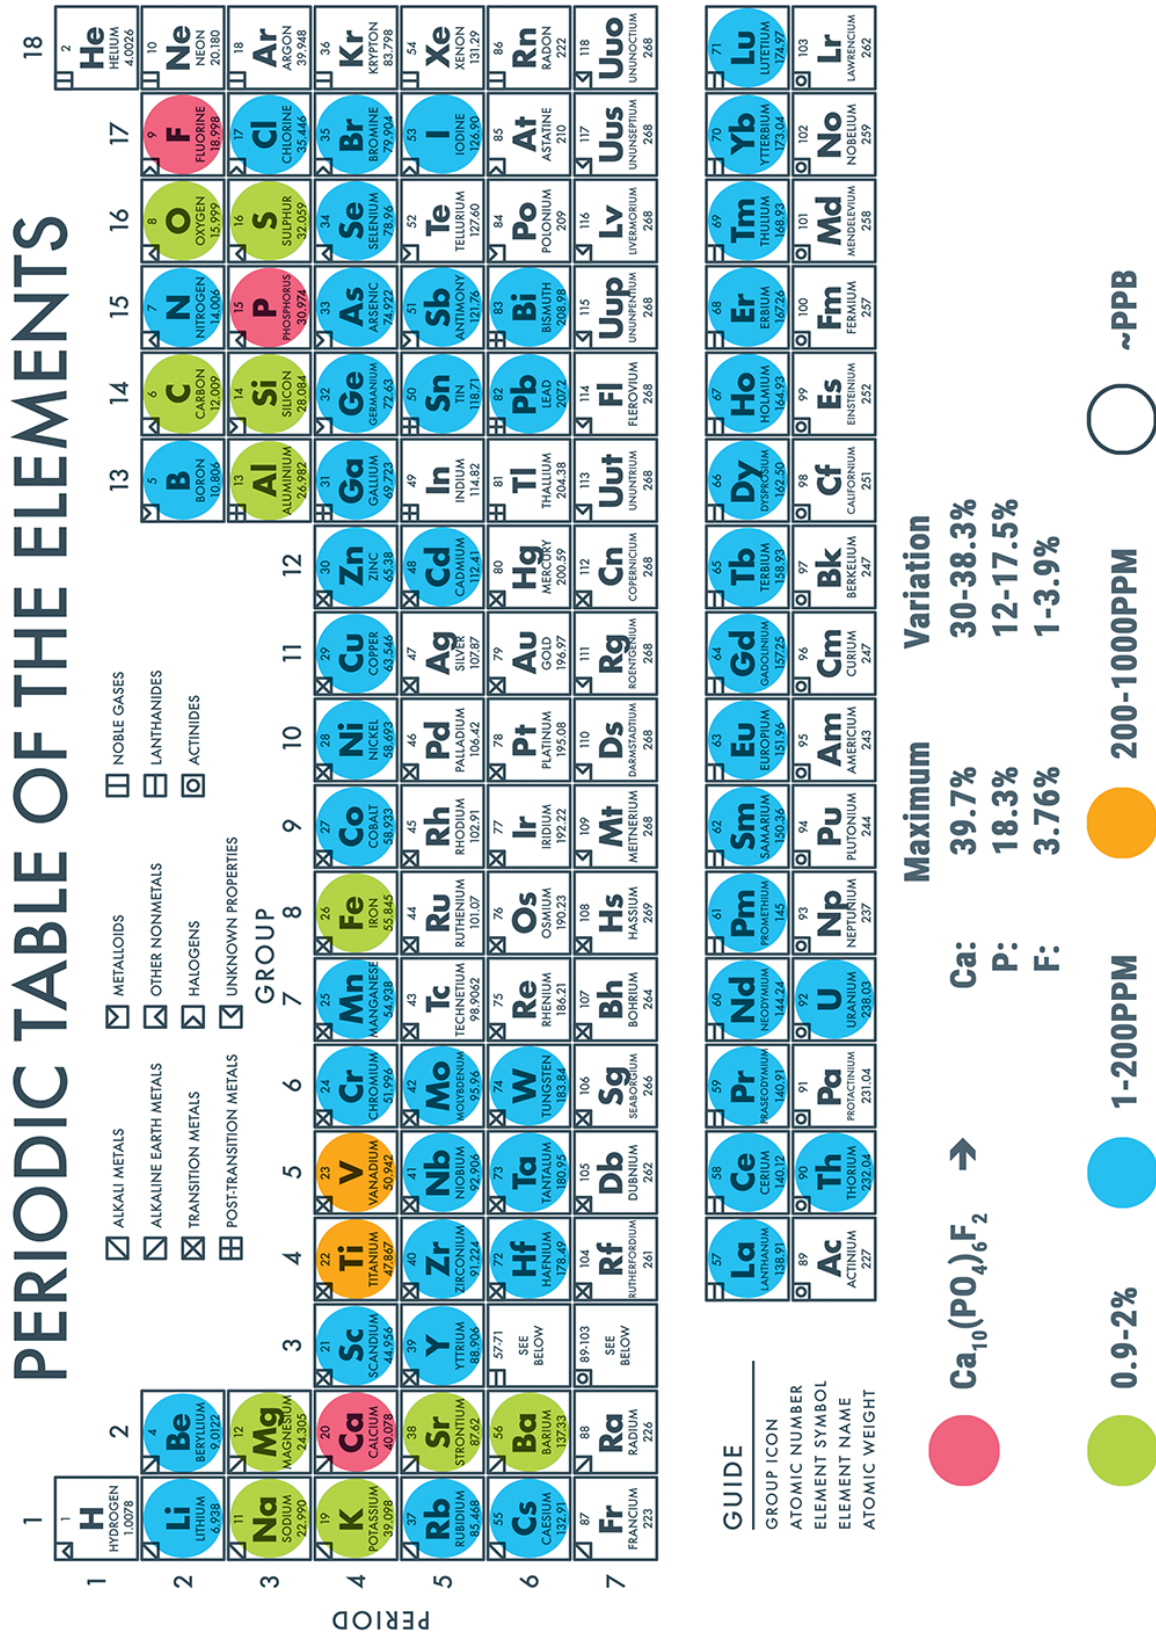 PERIODIC TABLE OF THE ELEMENTS
ALKALI METALS
ALKALINE EARTH METALS
TRANSITION METALS
POST-TRANSITION METALS
METALLOIDS
OTHER NONMETALS
HALOGENS
UNKNOWN PROPERTIES
NOBLE GASES
LANTHANIDES
ACTINIDES
GROUP
1 2 3 4 5 6 7 8 9 10 11 12 13 14 15 16 17 18
PERIOD
1
1 H HYDROGEN 1.0078
2 He HELIUM 4.0026
2
3 Li LITHIUM 6.938
4 Be BERYLLIUM 9.0122
5 B BORON 10.806
6 C CARBON 12.009
7 N NITROGEN 14.006
8 O OXYGEN 15.999
9 F FLUORINE 18.998
10 Ne NEON 20.180
3
11 Na SODIUM 22.990
12 Mg MAGNESIUM 24.305
13 Al ALUMINIUM 26.982
14 Si SILICON 28.084
15 P PHOSPHORUS 30.974
16 S SULPHUR 32.059
17 Cl CHLORINE 35.446
18 Ar ARGON 39.948
4
19 K POTASSIUM 39.098
20 Ca CALCIUM 40.078
21 Sc SCANDIUM 44.956
22 Ti TITANIUM 47.867
23 V VANADIUM 50.942
24 Cr CHROMIUM 51.996
25 Mn MANGANESE 54.938
26 Fe IRON 55.845
27 Co COBALT 58.933
28 Ni NICKEL 58.693
29 Cu COPPER 63.546
30 Zn ZINC 65.38
31 Ga GALLIUM 69.723
32 Ge GERMANIUM 72.63
33 As ARSENIC 74.922
34 Se SELENIUM 78.96
35 Br BROMINE 79.904
36 Kr KRYPTON 83.798
5
37 Rb RUBIDIUM 85.468
38 Sr STRONTIUM 87.62
39 Y YTTRIUM 88.906
40 Zr ZIRCONIUM 91.224
41 Nb NIOBIUM 92.906
42 Mo MOLYBDENUM 95.96
43 Tc TECHNETIUM 98.9062
44 Ru RUTHENIUM 101.07
45 Rh RHODIUM 102.91
46 Pd PALLADIUM 106.42
47 Ag SILVER 107.87
48 Cd CADMIUM 112.41
49 In INDIUM 114.82
50 Sn TIN 118.71
51 Sb ANTIMONY 121.76
52 Te TELLURIUM 127.60
53 I IODINE 126.90
54 Xe XENON 131.29
6
55 Cs CAESIUM 132.91
56 Ba BARIUM 137.33
57-71 SEE BELOW
72 Hf HAFNIUM 178.49
73 Ta TANTALUM 180.95
74 W TUNGSTEN 183.84
75 Re RHENIUM 186.21
76 Os OSMIUM 190.23
77 Ir IRIDIUM 192.22
78 Pt PLATINUM 195.08
79 Au GOLD 196.97
80 Hg MERCURY 200.59
81 Tl THALLIUM 204.38
82 Pb LEAD 207.2
83 Bi BISMUTH 208.98
84 Po POLONIUM 209
85 At ASTATINE 210
86 Rn RADON 222
7
87 Fr FRANCIUM 223
88 Ra RADIUM 226
89-103 SEE BELOW
104 Rf RUTHERFORDIUM 261
105 Db DUBNIUM 262
106 Sg SEABORGIUM 266
107 Bh BOHRIUM 264
108 Hs HASSIUM 269
109 Mt MEITNERIUM 268
110 Ds DARMSTADTIUM 268
111 Rg ROENTGENIUM 268
112 Cn COPERNICIUM 268
113 Uut UNUNTRIUM 268
114 Fl FLEROVIUM 268
115 Uup UNUNPENTIUM 268
116 Lv LIVERMORIUM 268
117 Uus UNUNSEPTIUM 268
118 Uuo UNUNOCTIUM 268
57 La LANTHANUM 138.91
58 Ce CERIUM 140.12
59 Pr PRASEODYMIUM 140.91
60 Nd NEODYMIUM 144.24
61 Pm PROMETHIUM 145
62 Sm SAMARIUM 150.36
63 Eu EUROPIUM 151.96
64 Gd GADOLINIUM 157.25
65 Tb TERBIUM 158.93
66 Dy DYSPROSIUM 162.50
67 Ho HOLMIUM 164.93
68 Er ERBIUM 167.26
69 Tm THULIUM 168.93
70 Yb YTTERBIUM 173.04
71 Lu LUTETIUM 174.97
89 Ac ACTINIUM 227
90 Th THORIUM 232.04
91 Pa PROTACTINIUM 231.04
92 U URANIUM 238.03
93 Np NEPTUNIUM 237
94 Pu PLUTONIUM 244
95 Am AMERICIUM 243
96 Cm CURIUM 247
97 Bk BERKELIUM 247
98 Cf CALIFORNIUM 251
99 Es EINSTEINIUM 252
100 Fm FERMIUM 257
101 Md MENDELEVIUM 258
102 No NOBELIUM 259
103 Lr LAWRENCIUM 262
GUIDE
GROUP ICON
ATOMIC NUMBER
ELEMENT SYMBOL
ELEMENT NAME
ATOMIC WEIGHT
Maximum Variation
Ca₁₀(PO₄)₆F₂ → Ca: 39.7% 30-38.3%
P: 18.3% 12-17.5%
F: 3.76% 1-3.9%
0.9-2% 1-200PPM 200-1000PPM ~PPB